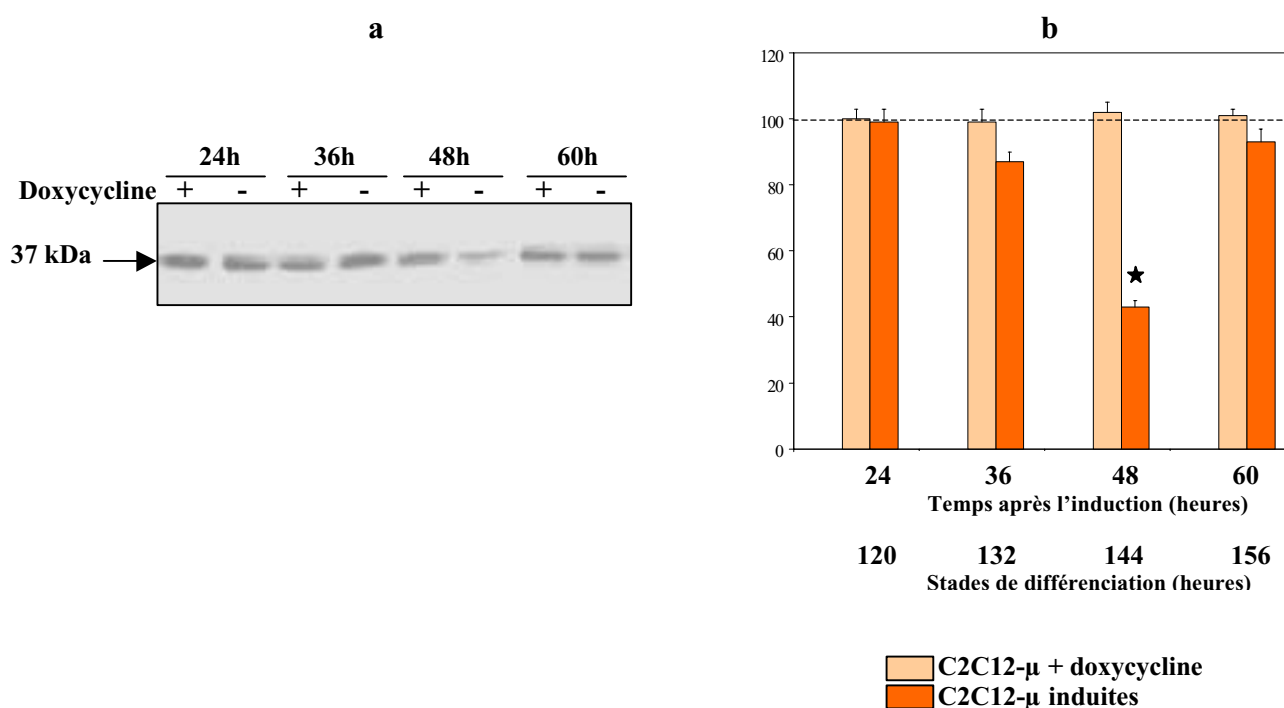 a
24h 36h 48h 60h
Doxycycline + - + - + - + -
37 kDa
b
120
100
80
60
40
20
0
24 36 48 60
Temps après l'induction (heures)
120 132 144 156
Stades de différenciation (heures)
C2C12-µ + doxycycline
C2C12-µ induites